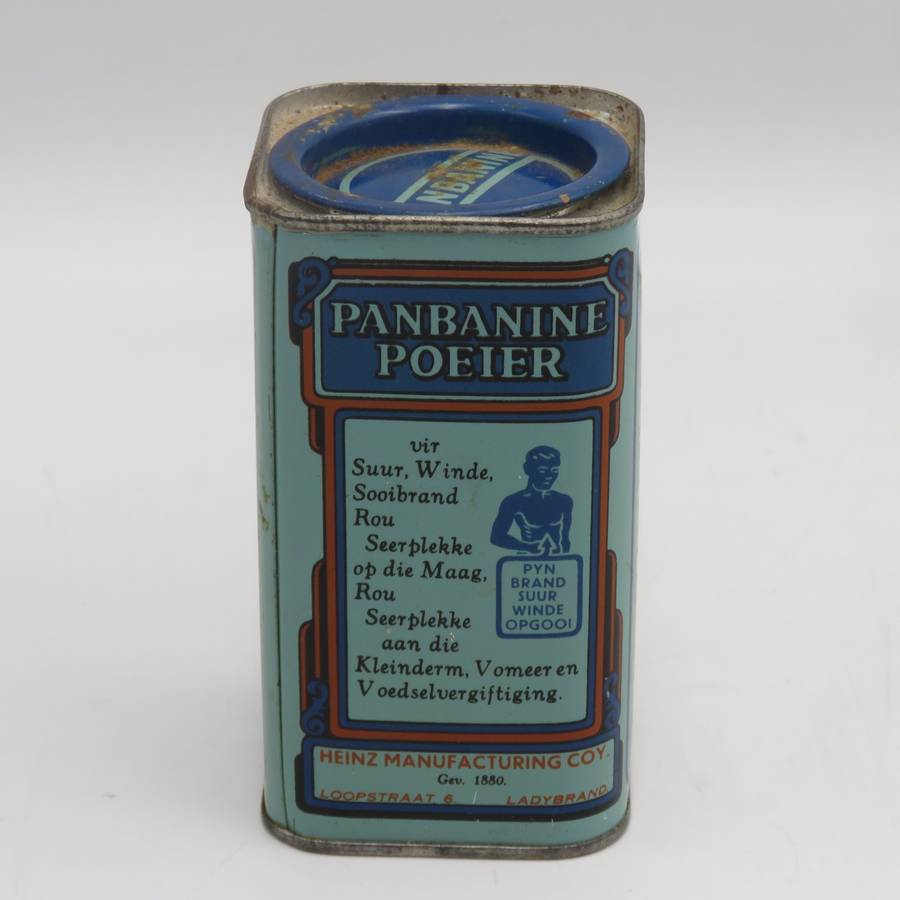 NBANIN
PANBANINE
POEIER
vir
Suur, Winde,
Sooibrand
Rou
Seerplekke
op die Maag,
Rou
Seerplekke
aan die
Kleinderm, Vomeer en
Voedselvergiftiging.
PYN
BRAND
SUUR
WINDE
OPGOOI
HEINZ MANUFACTURING COY.
Gev. 1880.
LOOPSTRAAT 6. LADYBRAND